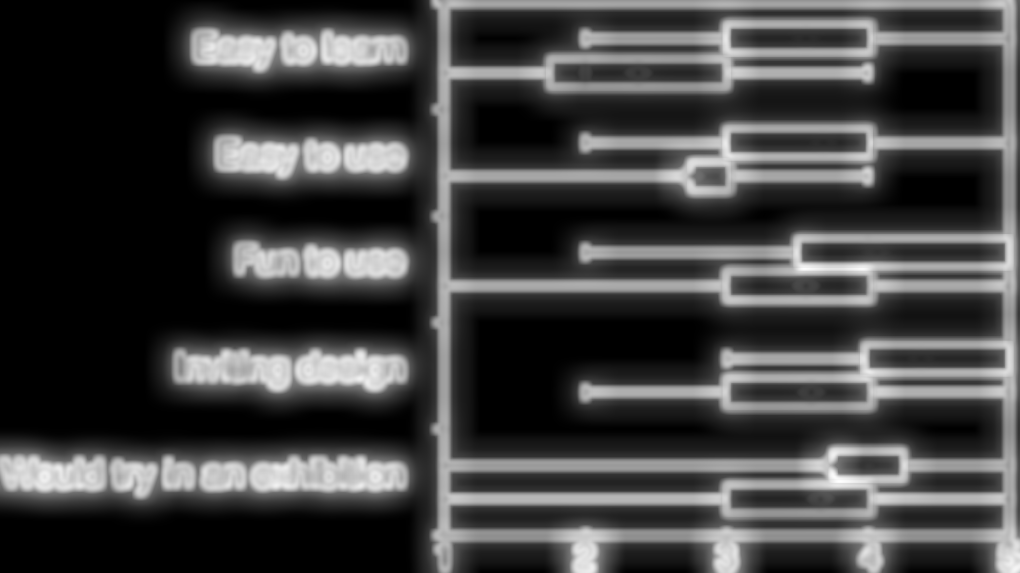 Easy to learn
Easy to use
Fun to use
Inviting design
Would try in an exhibition
1 2 3 4 5